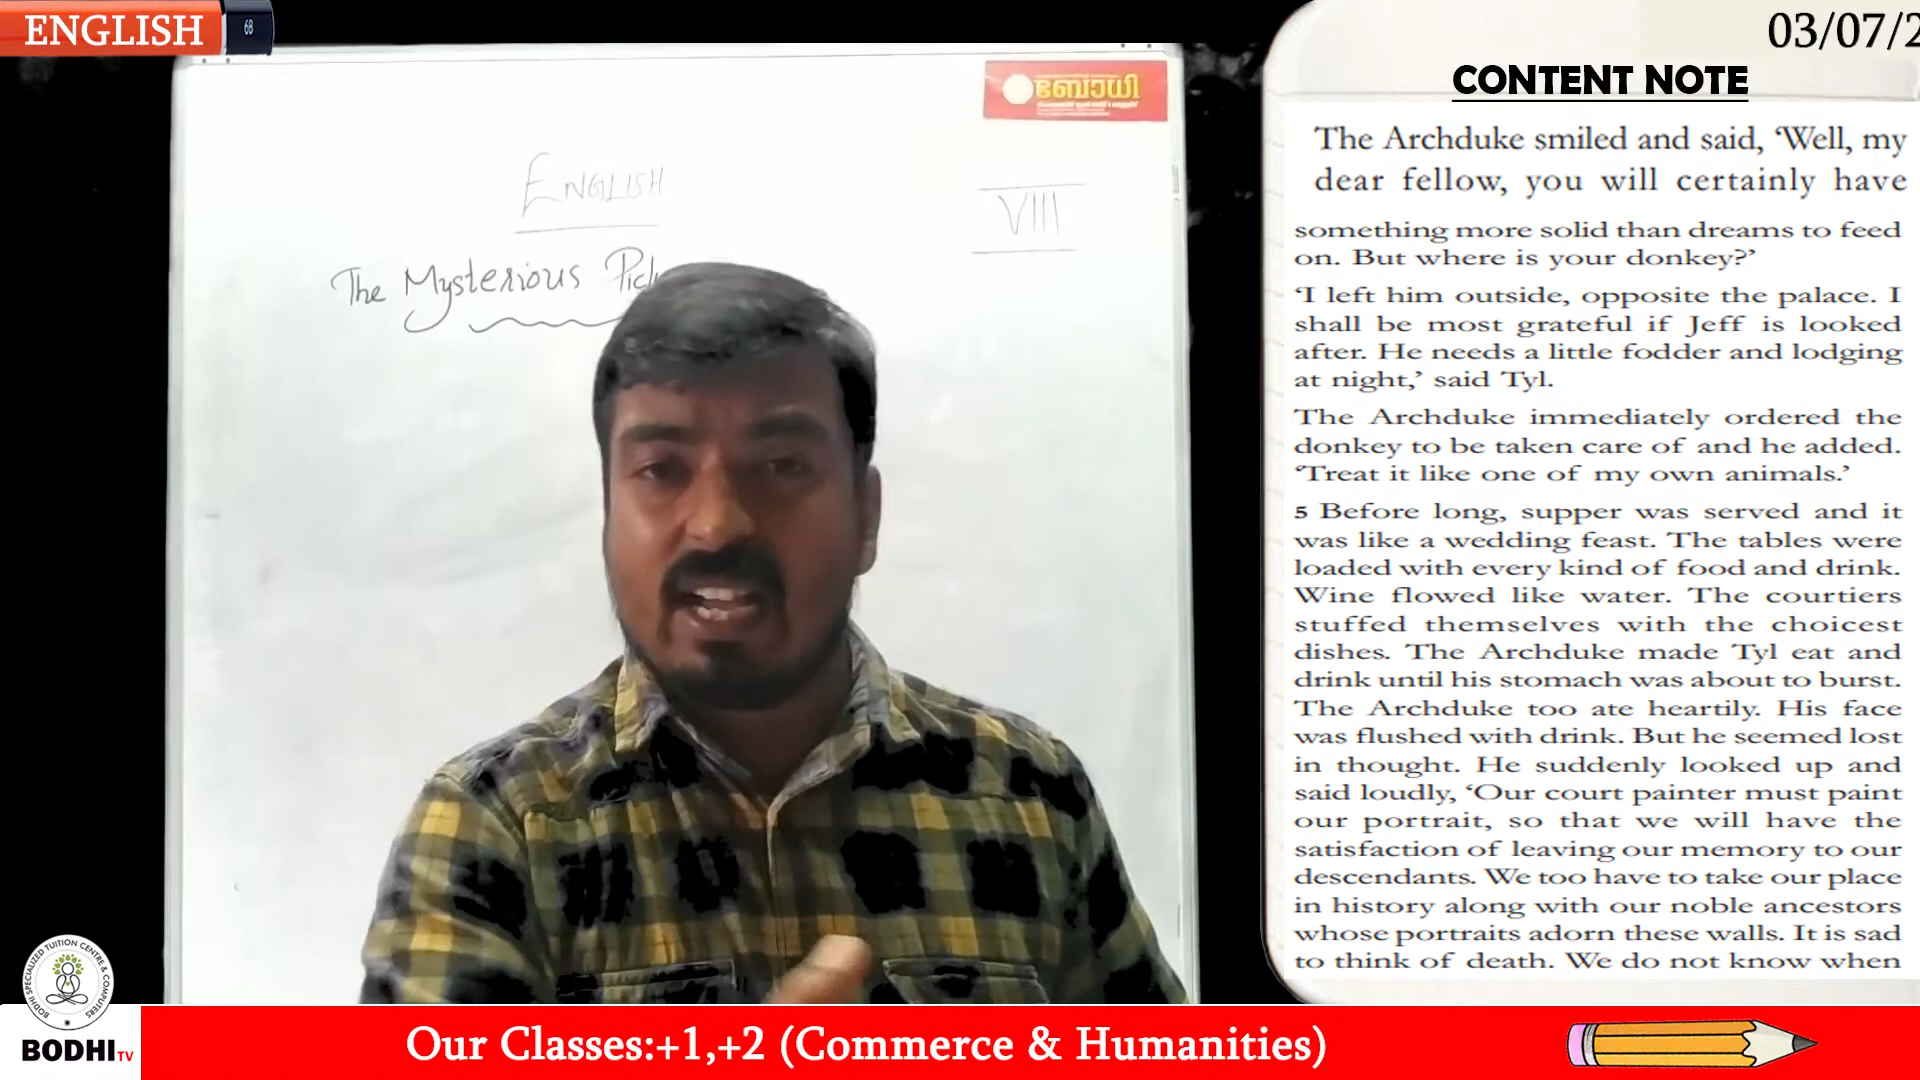 ENGLISH
6B
03/07/2
CONTENT NOTE
ബോധി
ENGLISH
VIII
The Mysterious
The Archduke smiled and said, ‘Well, my
dear fellow, you will certainly have
something more solid than dreams to feed
on. But where is your donkey?’
‘I left him outside, opposite the palace. I
shall be most grateful if Jeff is looked
after. He needs a little fodder and lodging
at night,’ said Tyl.
The Archduke immediately ordered the
donkey to be taken care of and he added.
‘Treat it like one of my own animals.’
5 Before long, supper was served and it
was like a wedding feast. The tables were
loaded with every kind of food and drink.
Wine flowed like water. The courtiers
stuffed themselves with the choicest
dishes. The Archduke made Tyl eat and
drink until his stomach was about to burst.
The Archduke too ate heartily. His face
was flushed with drink. But he seemed lost
in thought. He suddenly looked up and
said loudly, ‘Our court painter must paint
our portrait, so that we will have the
satisfaction of leaving our memory to our
descendants. We too have to take our place
in history along with our noble ancestors
whose portraits adorn these walls. It is sad
to think of death. We do not know when
BODHI SPECIALIZED TUITION CENTRE & COMPUTERS
BODHI TV
Our Classes:+1,+2 (Commerce & Humanities)